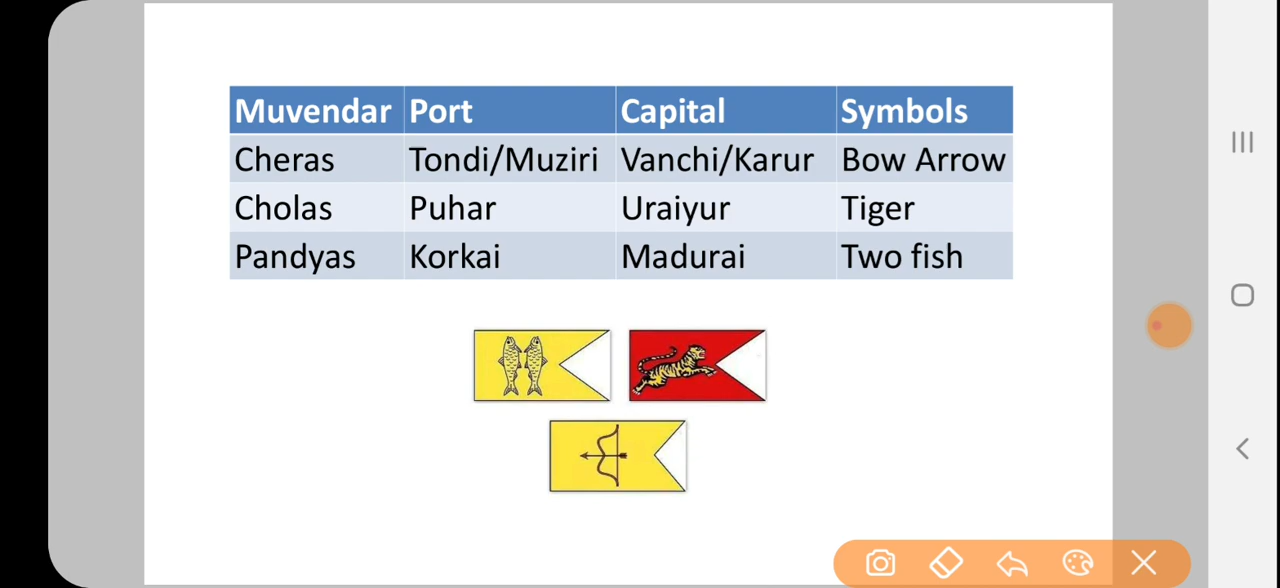 Muvendar Port Capital Symbols
Cheras Tondi/Muziri Vanchi/Karur Bow Arrow
Cholas Puhar Uraiyur Tiger
Pandyas Korkai Madurai Two fish